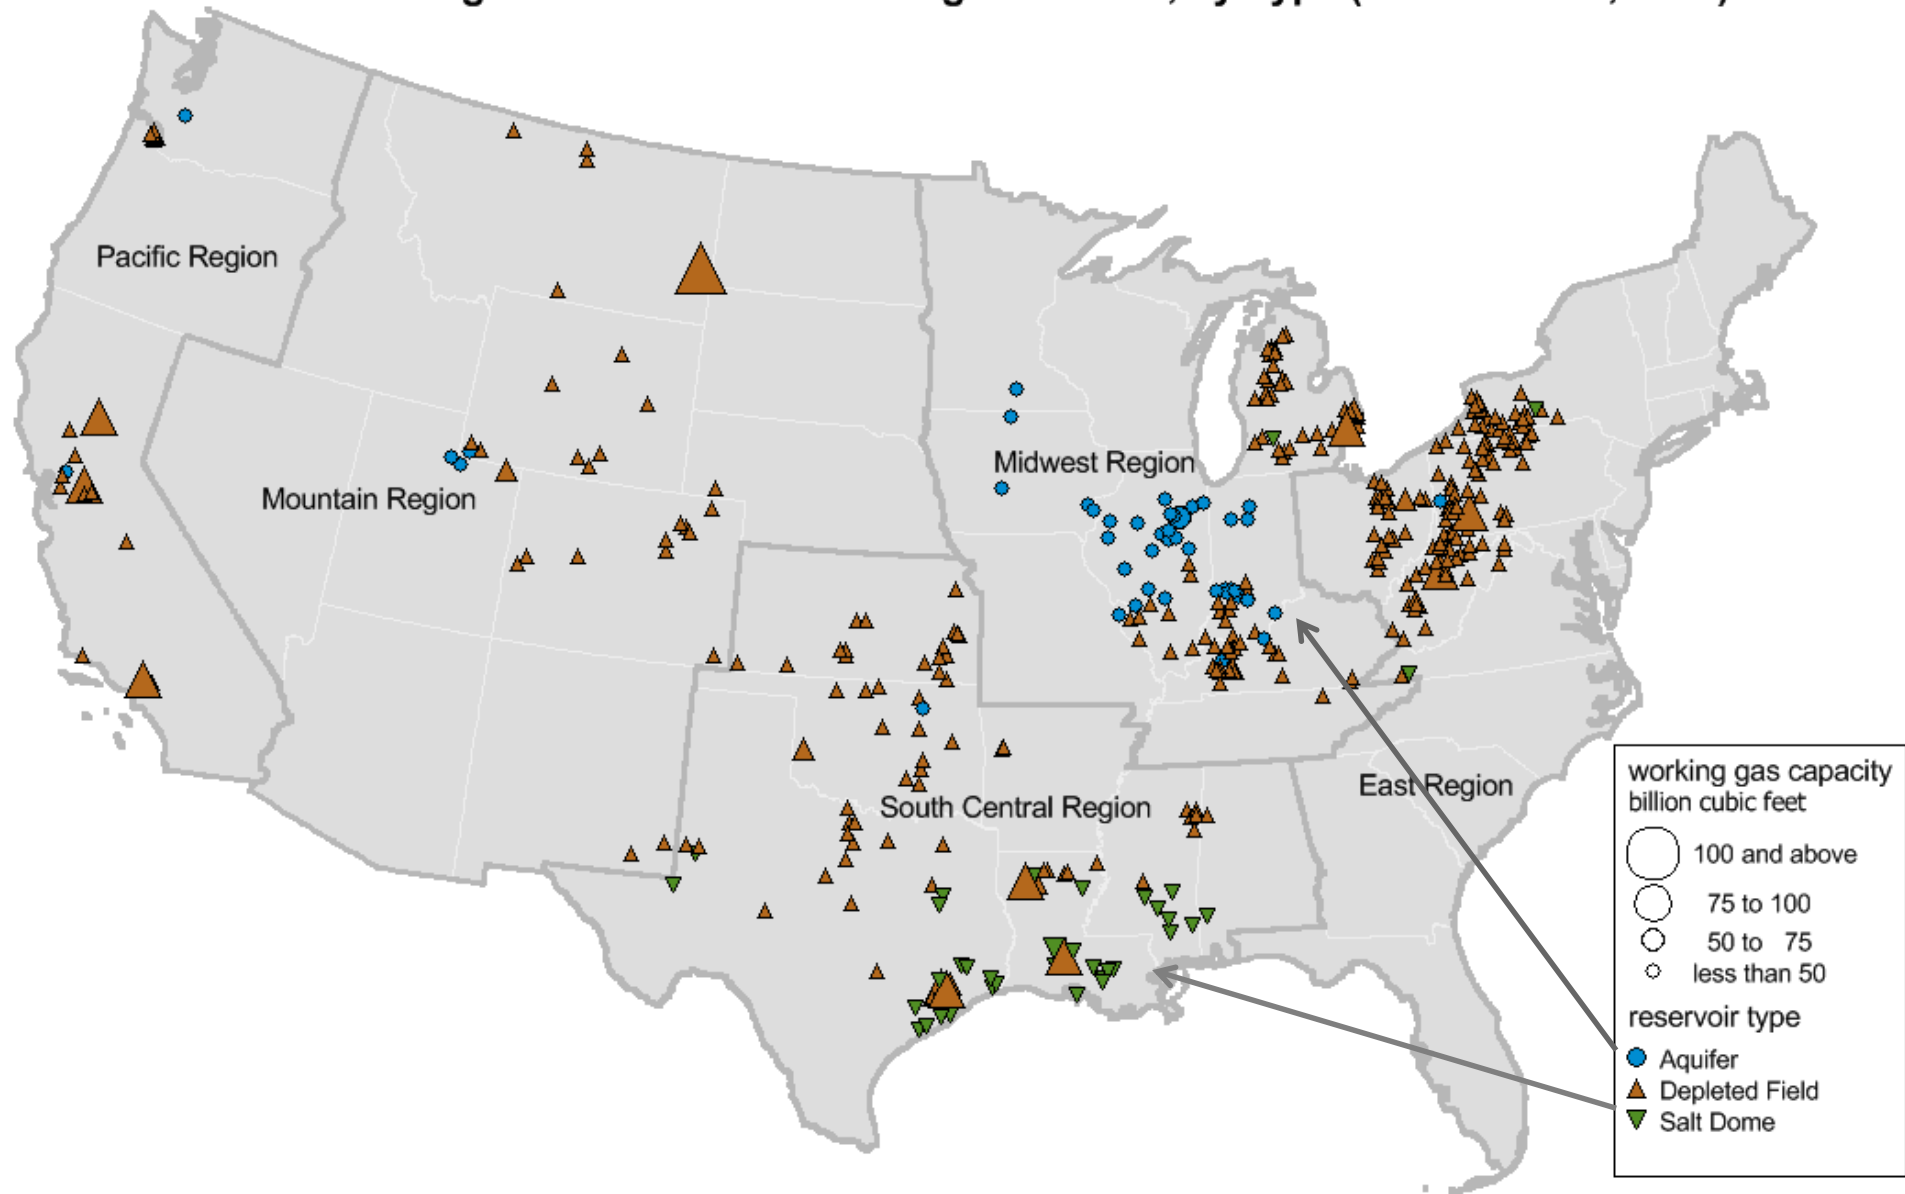 Pacific Region
Mountain Region
Midwest Region
South Central Region
East Region
working gas capacity
billion cubic feet
100 and above
75 to 100
50 to 75
less than 50
reservoir type
Aquifer
Depleted Field
Salt Dome